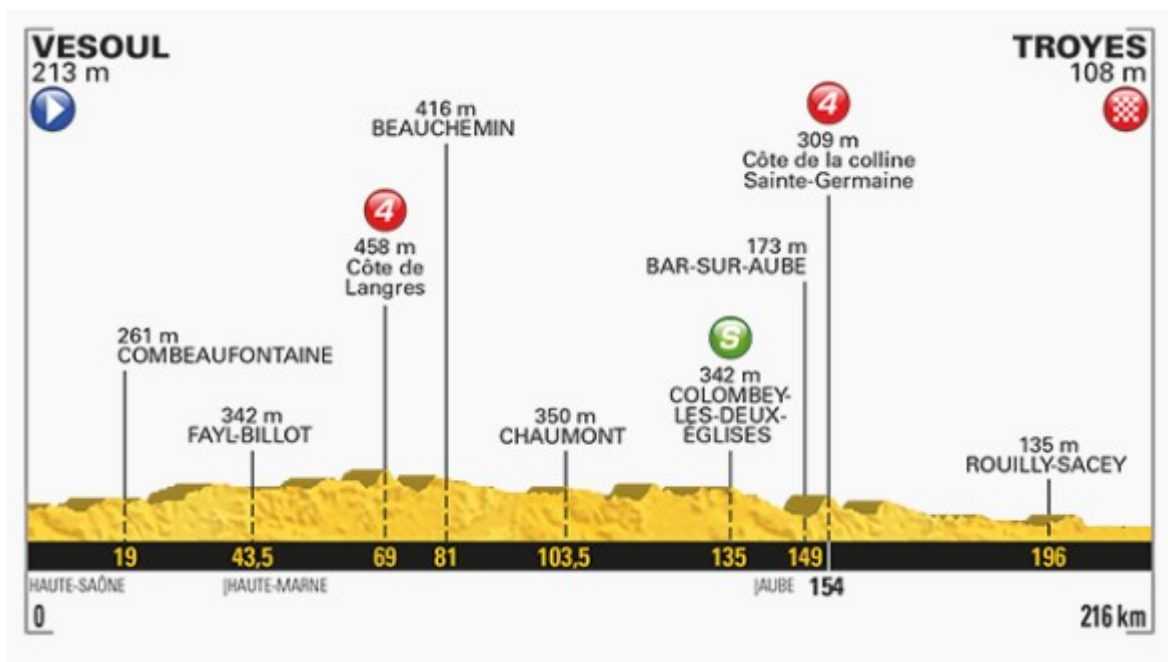 VESOUL
213 m
TROYES
108 m
416 m
BEAUCHEMIN
4
309 m
Côte de la colline
Sainte-Germaine
4
458 m
Côte de
Langres
173 m
BAR-SUR-AUBE
S
342 m
COLOMBEY-
LES-DEUX-
ÉGLISES
261 m
COMBEAUFONTAINE
342 m
FAYL-BILLOT
350 m
CHAUMONT
135 m
ROUILLY-SACEY
19 43,5 69 81 103,5 135 149 196
HAUTE-SAÔNE |HAUTE-MARNE |AUBE 154
0 216 km